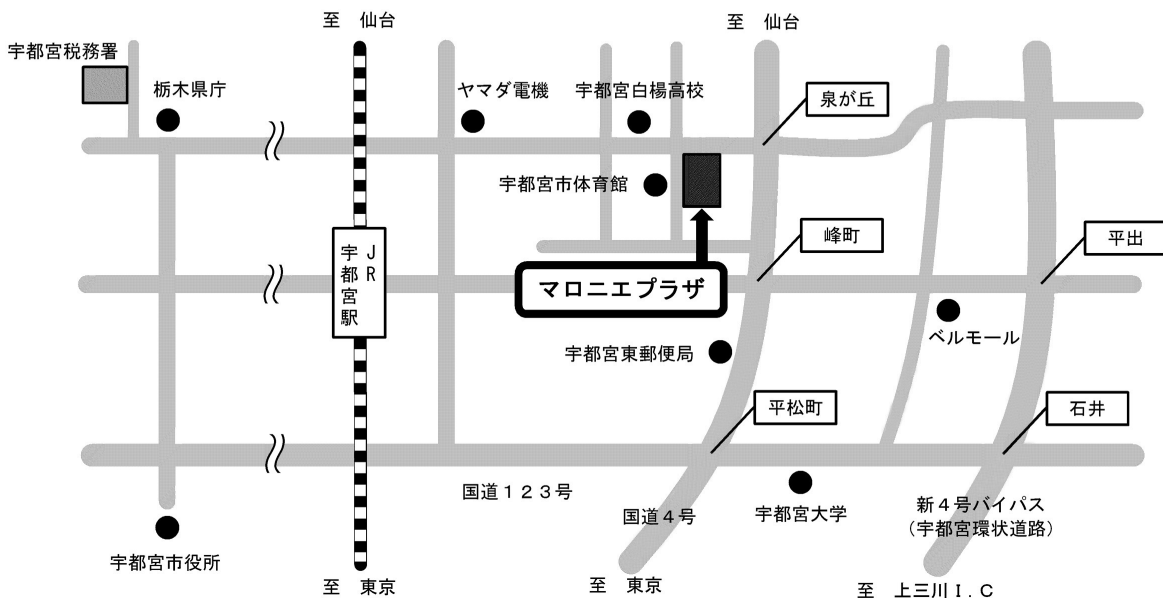 至　仙台
至　仙台
宇都宮税務署
栃木県庁
ヤマダ電機
宇都宮白楊高校
泉が丘
宇都宮市体育館
峰町
平出
ＪＲ
宇都宮駅
マロニエプラザ
ベルモール
宇都宮東郵便局
平松町
石井
国道１２３号
国道４号
宇都宮大学
新４号バイパス
（宇都宮環状道路）
宇都宮市役所
至　東京
至　東京
至　上三川Ｉ．Ｃ